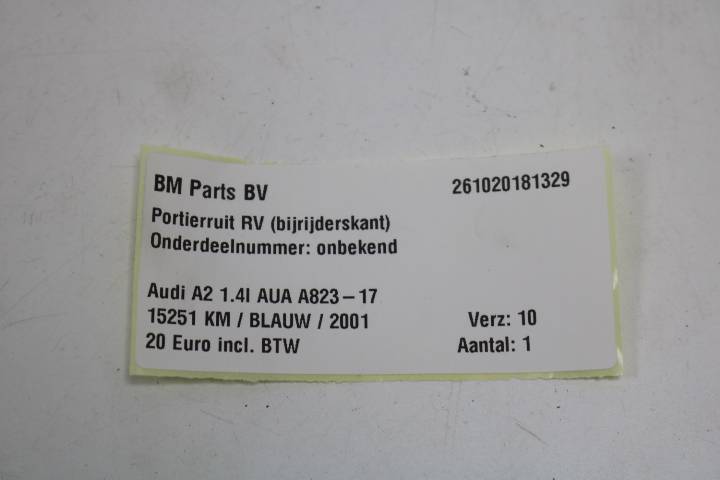 BM Parts BV 261020181329
Portierruit RV (bijrijderskant)
Onderdeelnummer: onbekend
Audi A2 1.4I AUA A823-17
15251 KM / BLAUW / 2001 Verz: 10
20 Euro incl. BTW Aantal: 1